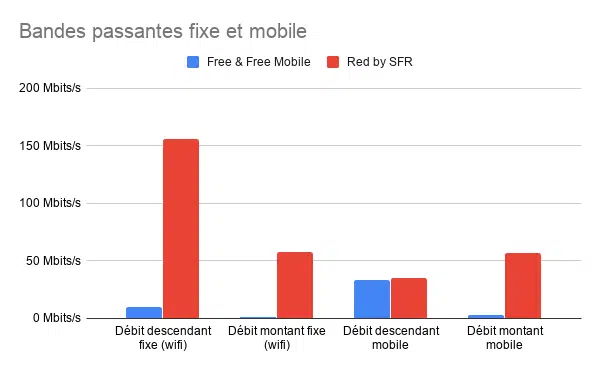 Bandes passantes fixe et mobile
Free & Free Mobile
Red by SFR
200 Mbits/s
150 Mbits/s
100 Mbits/s
50 Mbits/s
0 Mbits/s
Débit descendant
fixe (wifi)
Débit montant fixe
(wifi)
Débit descendant
mobile
Débit montant
mobile